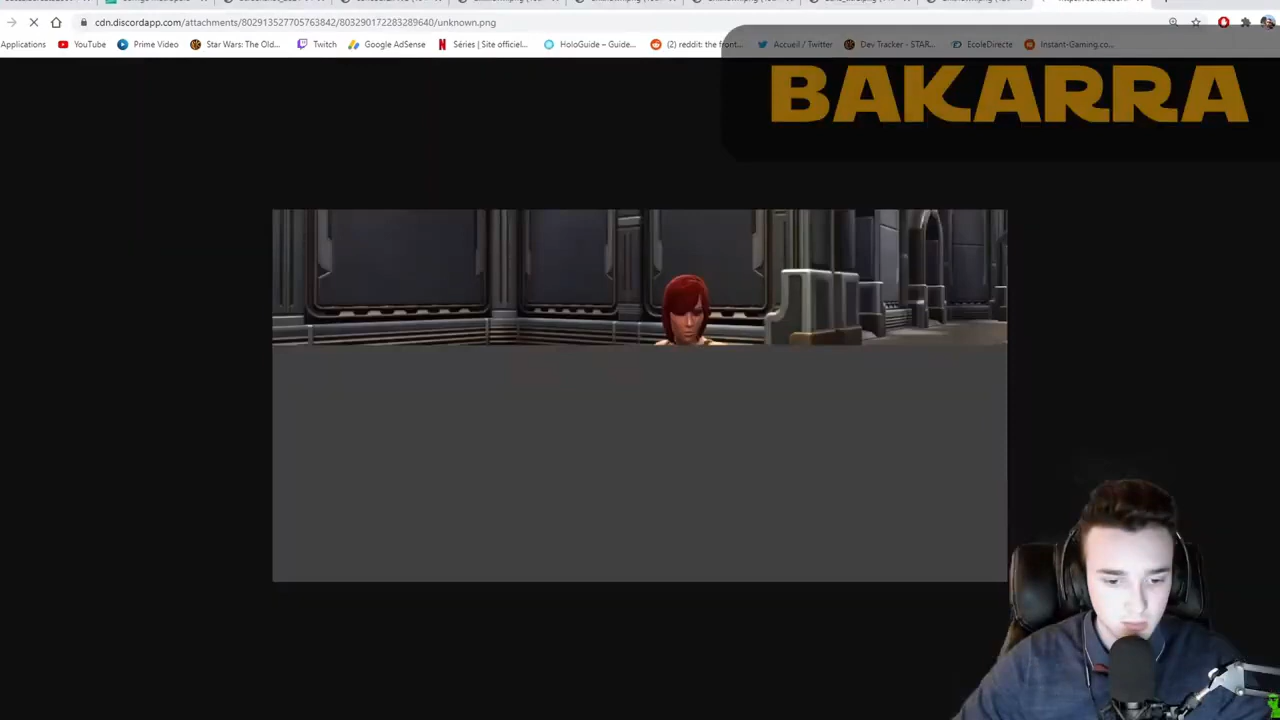 cdn.discordapp.com/attachments/802913527705763842/803290172283289640/unknown.png
Applications YouTube Prime Video Star Wars: The Old... Twitch Google AdSense Séries | Site officiel... HoloGuide – Guide... (2) reddit: the front... Accueil / Twitter Dev Tracker - STAR... EcoleDirecte Instant-Gaming.co...
BAKARRA